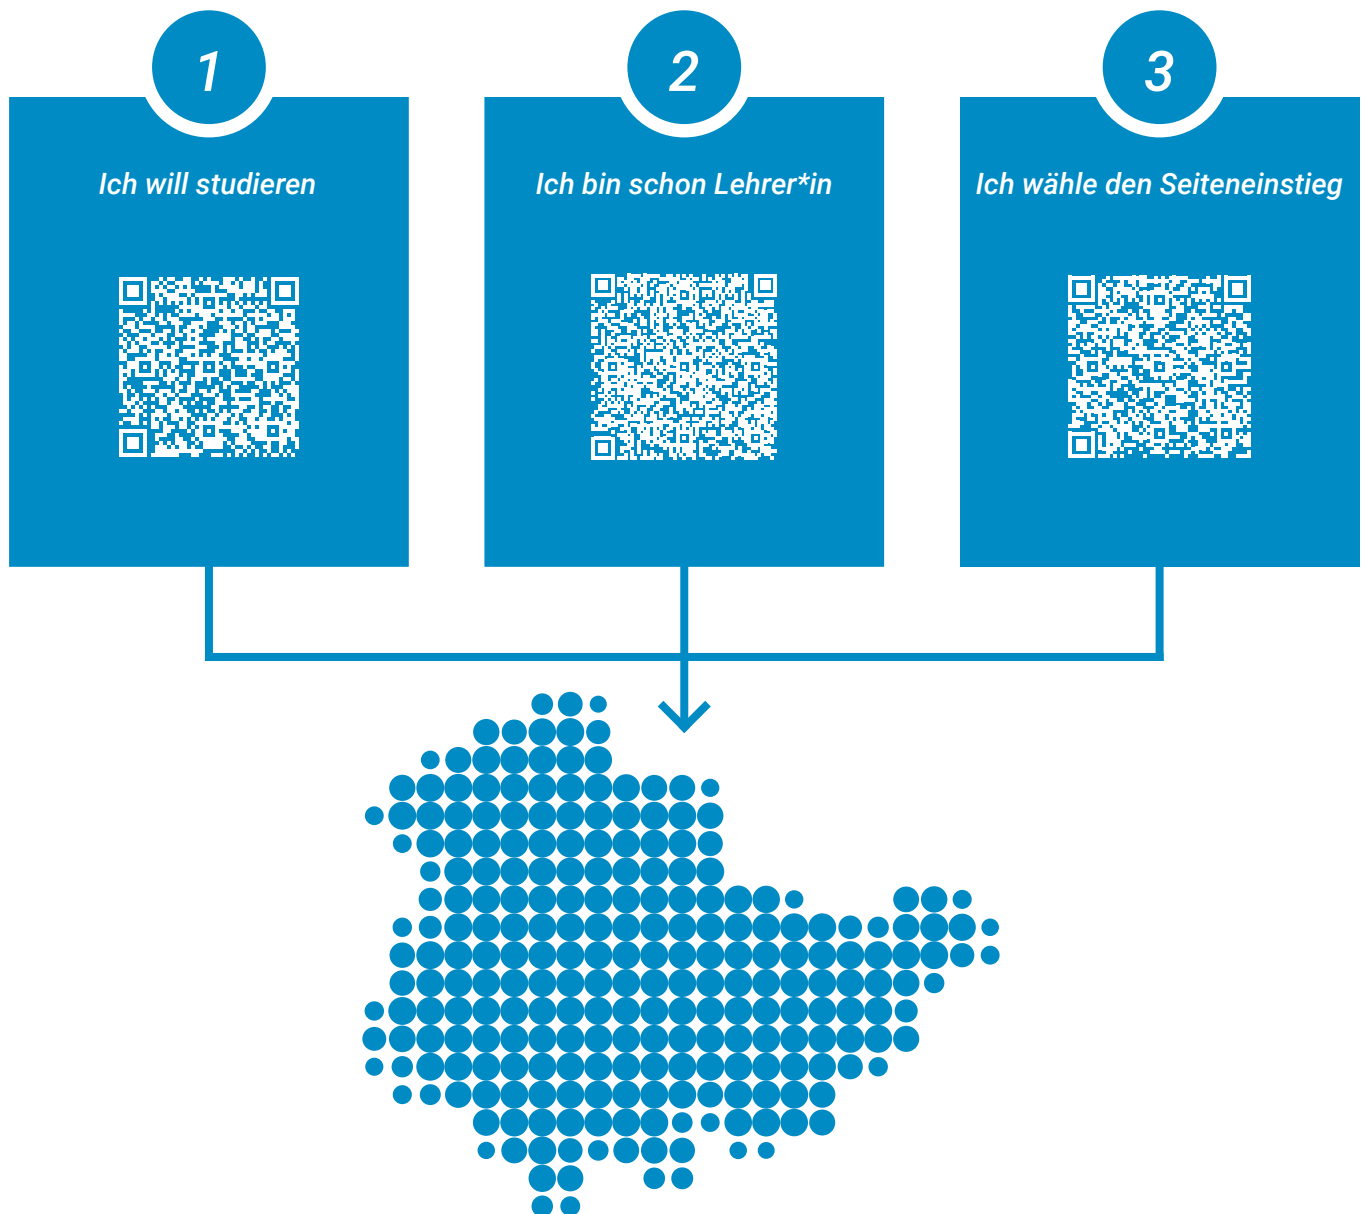 1
Ich will studieren
2
Ich bin schon Lehrer*in
3
Ich wähle den Seiteneinstieg